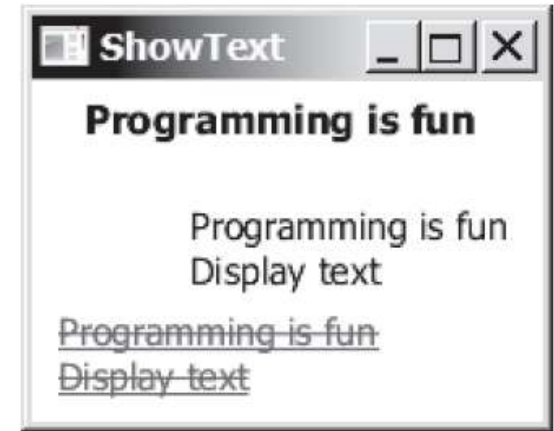 ShowText
Programming is fun
Programming is fun
Display text
Programming is fun
Display text